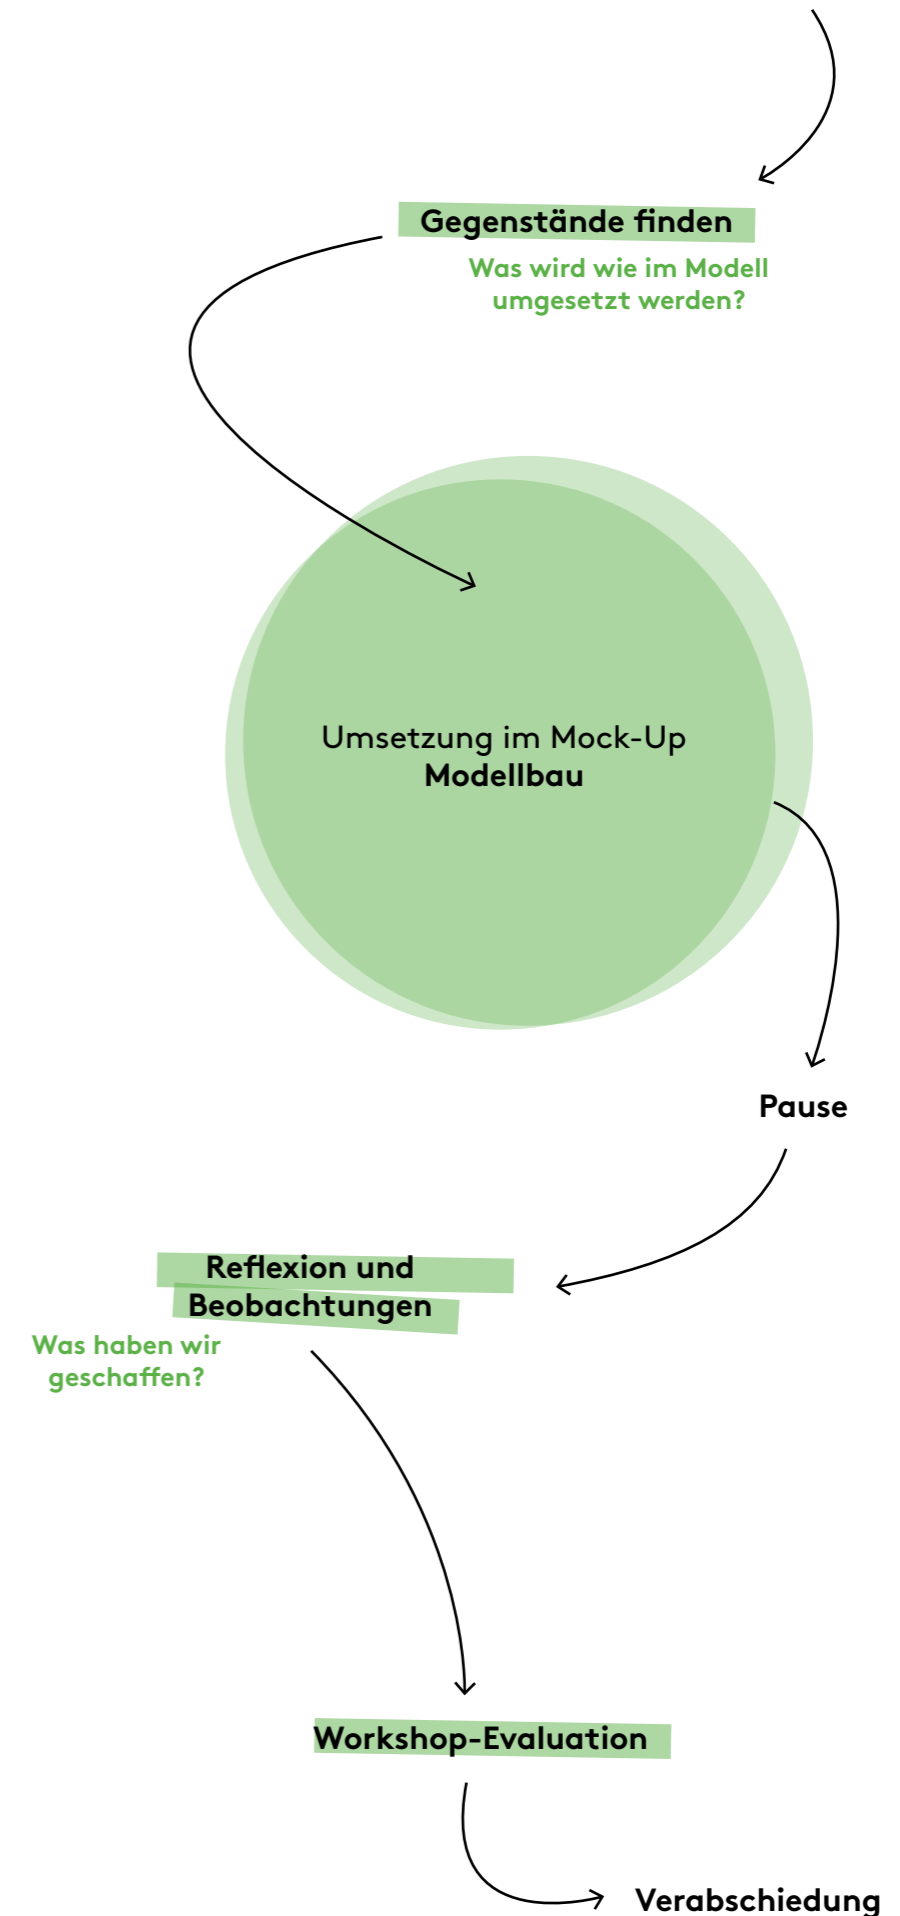 Gegenstände finden
Was wird wie im Modell
umgesetzt werden?
Umsetzung im Mock-Up
Modellbau
Pause
Reflexion und
Beobachtungen
Was haben wir
geschaffen?
Workshop-Evaluation
Verabschiedung